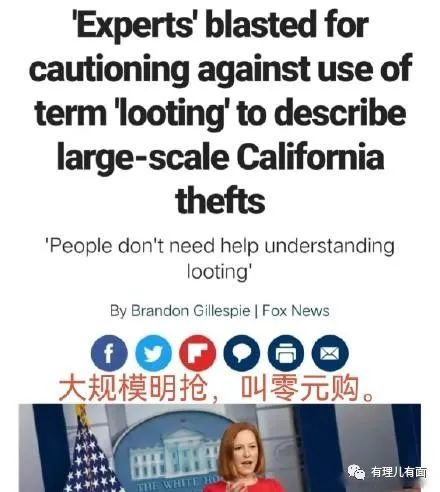 'Experts' blasted for
cautioning against use of
term 'looting' to describe
large-scale California
thefts
'People don't need help understanding
looting'
By Brandon Gillespie | Fox News
大规模明抢，叫零元购。
THE WHITE HO
有理儿有面